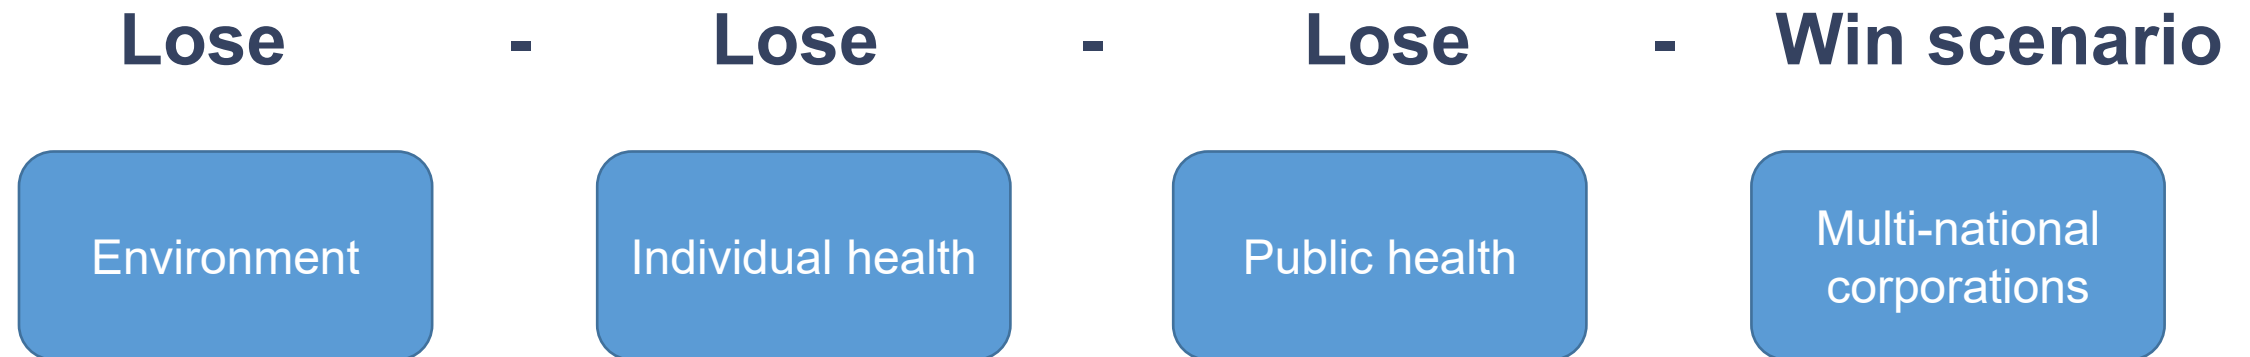 Lose - Lose - Lose - Win scenario
Environment
Individual health
Public health
Multi-national
corporations